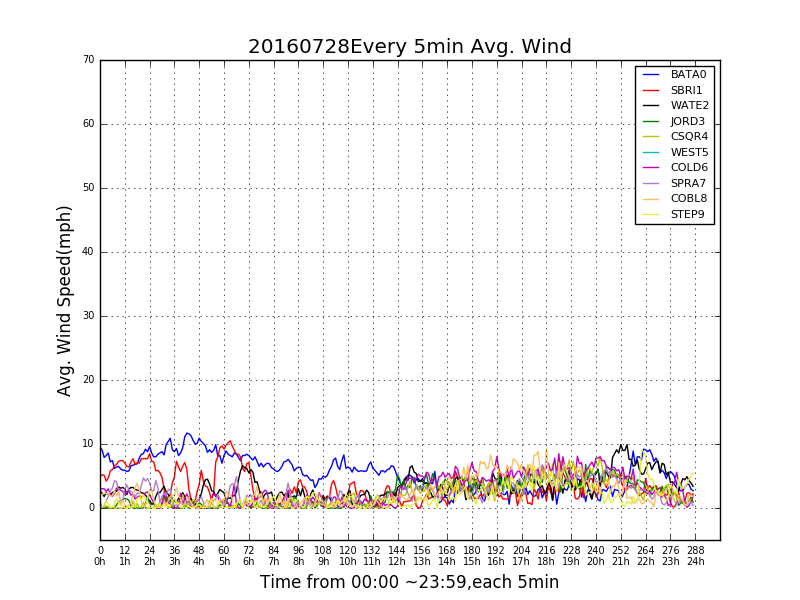 20160728Every 5min Avg. Wind
70
60
50
40
30
20
10
0
Avg. Wind Speed(mph)
BATA0
SBRI1
WATE2
JORD3
CSQR4
WEST5
COLD6
SPRA7
COBL8
STEP9
0 12 24 36 48 60 72 84 96 108 120 132 144 156 168 180 192 204 216 228 240 252 264 276 288
0h 1h 2h 3h 4h 5h 6h 7h 8h 9h 10h 11h 12h 13h 14h 15h 16h 17h 18h 19h 20h 21h 22h 23h 24h
Time from 00:00 ~23:59,each 5min